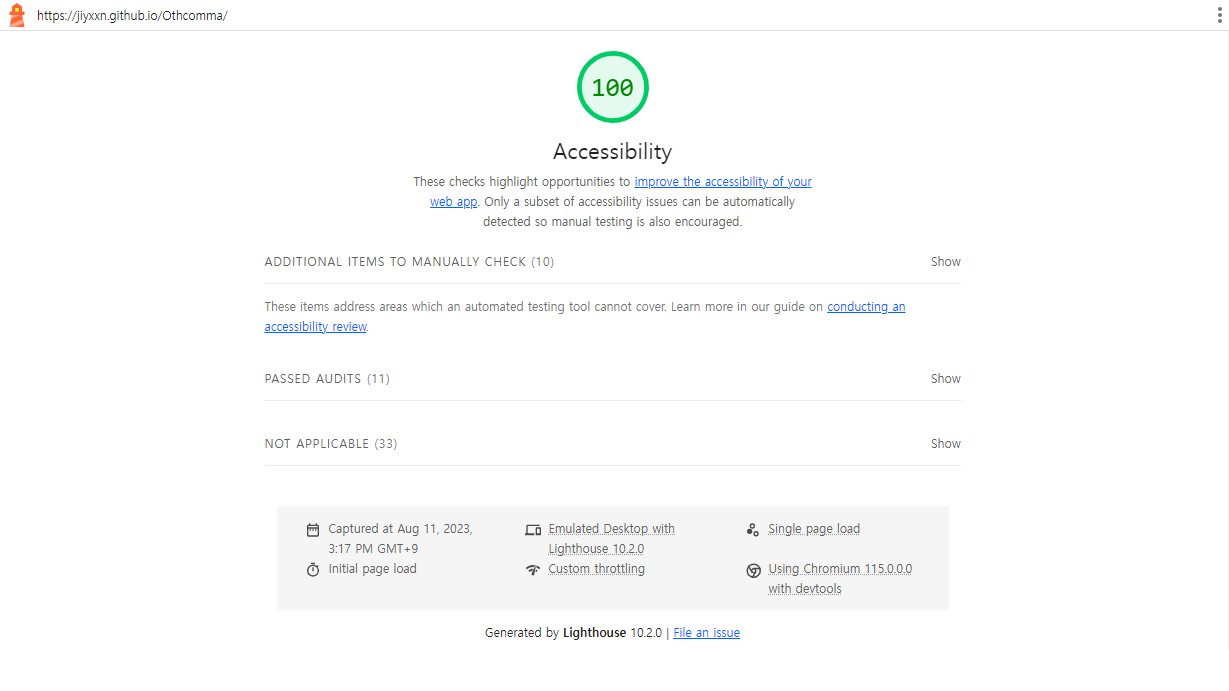 https://jiyxxn.github.io/Othcomma/
100
Accessibility
These checks highlight opportunities to improve the accessibility of your
web app. Only a subset of accessibility issues can be automatically
detected so manual testing is also encouraged.
ADDITIONAL ITEMS TO MANUALLY CHECK (10) Show
These items address areas which an automated testing tool cannot cover. Learn more in our guide on conducting an
accessibility review.
PASSED AUDITS (11) Show
NOT APPLICABLE (33) Show
Captured at Aug 11, 2023,
3:17 PM GMT+9
Initial page load
Emulated Desktop with
Lighthouse 10.2.0
Custom throttling
Single page load
Using Chromium 115.0.0.0
with devtools
Generated by Lighthouse 10.2.0 | File an issue